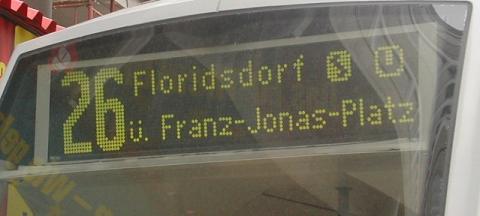 26 Floridsdorf S U
ü. Franz-Jonas-Platz